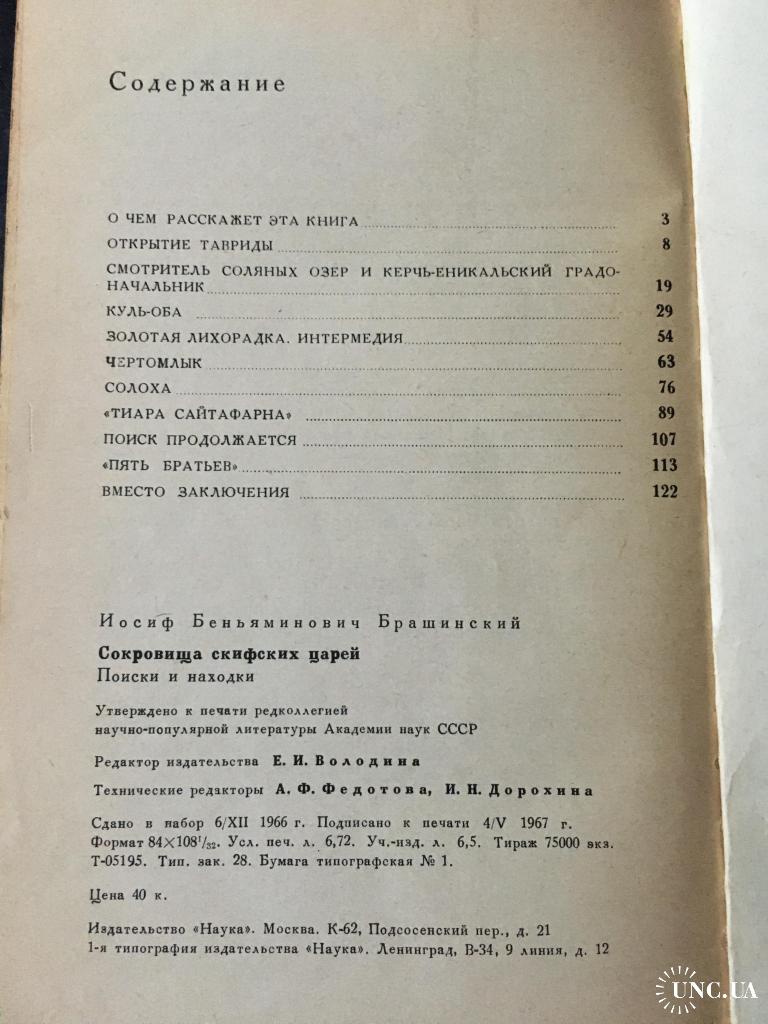 Содержание
О ЧЕМ РАССКАЖЕТ ЭТА КНИГА 3
ОТКРЫТИЕ ТАВРИДЫ 8
СМОТРИТЕЛЬ СОЛЯНЫХ ОЗЕР И КЕРЧЬ-ЕНИКАЛЬСКИЙ ГРАДО-
НАЧАЛЬНИК 19
КУЛЬ-ОБА 29
ЗОЛОТАЯ ЛИХОРАДКА. ИНТЕРМЕДИЯ 54
ЧЕРТОМЛЫК 63
СОЛОХА 76
«ТИАРА САЙТАФАРНА» 89
ПОИСК ПРОДОЛЖАЕТСЯ 107
«ПЯТЬ БРАТЬЕВ» 113
ВМЕСТО ЗАКЛЮЧЕНИЯ 122
Иосиф Беньяминович Брашинский
Сокровища скифских царей
Поиски и находки
Утверждено к печати редколлегией
научно-популярной литературы Академии наук СССР
Редактор издательства Е. И. Володина
Технические редакторы А. Ф. Федотова, И. Н. Дорохина
Сдано в набор 6/XII 1966 г. Подписано к печати 4/V 1967 г.
Формат 84×108¹/₃₂. Усл. печ. л. 6,72. Уч.-изд. л. 6,5. Тираж 75000 экз.
Т-05195. Тип. зак. 28. Бумага типографская № 1.
Цена 40 к.
Издательство «Наука». Москва. К-62, Подсосенский пер., д. 21
1-я типография издательства «Наука». Ленинград, В-34, 9 линия, д. 12
UNC.UA